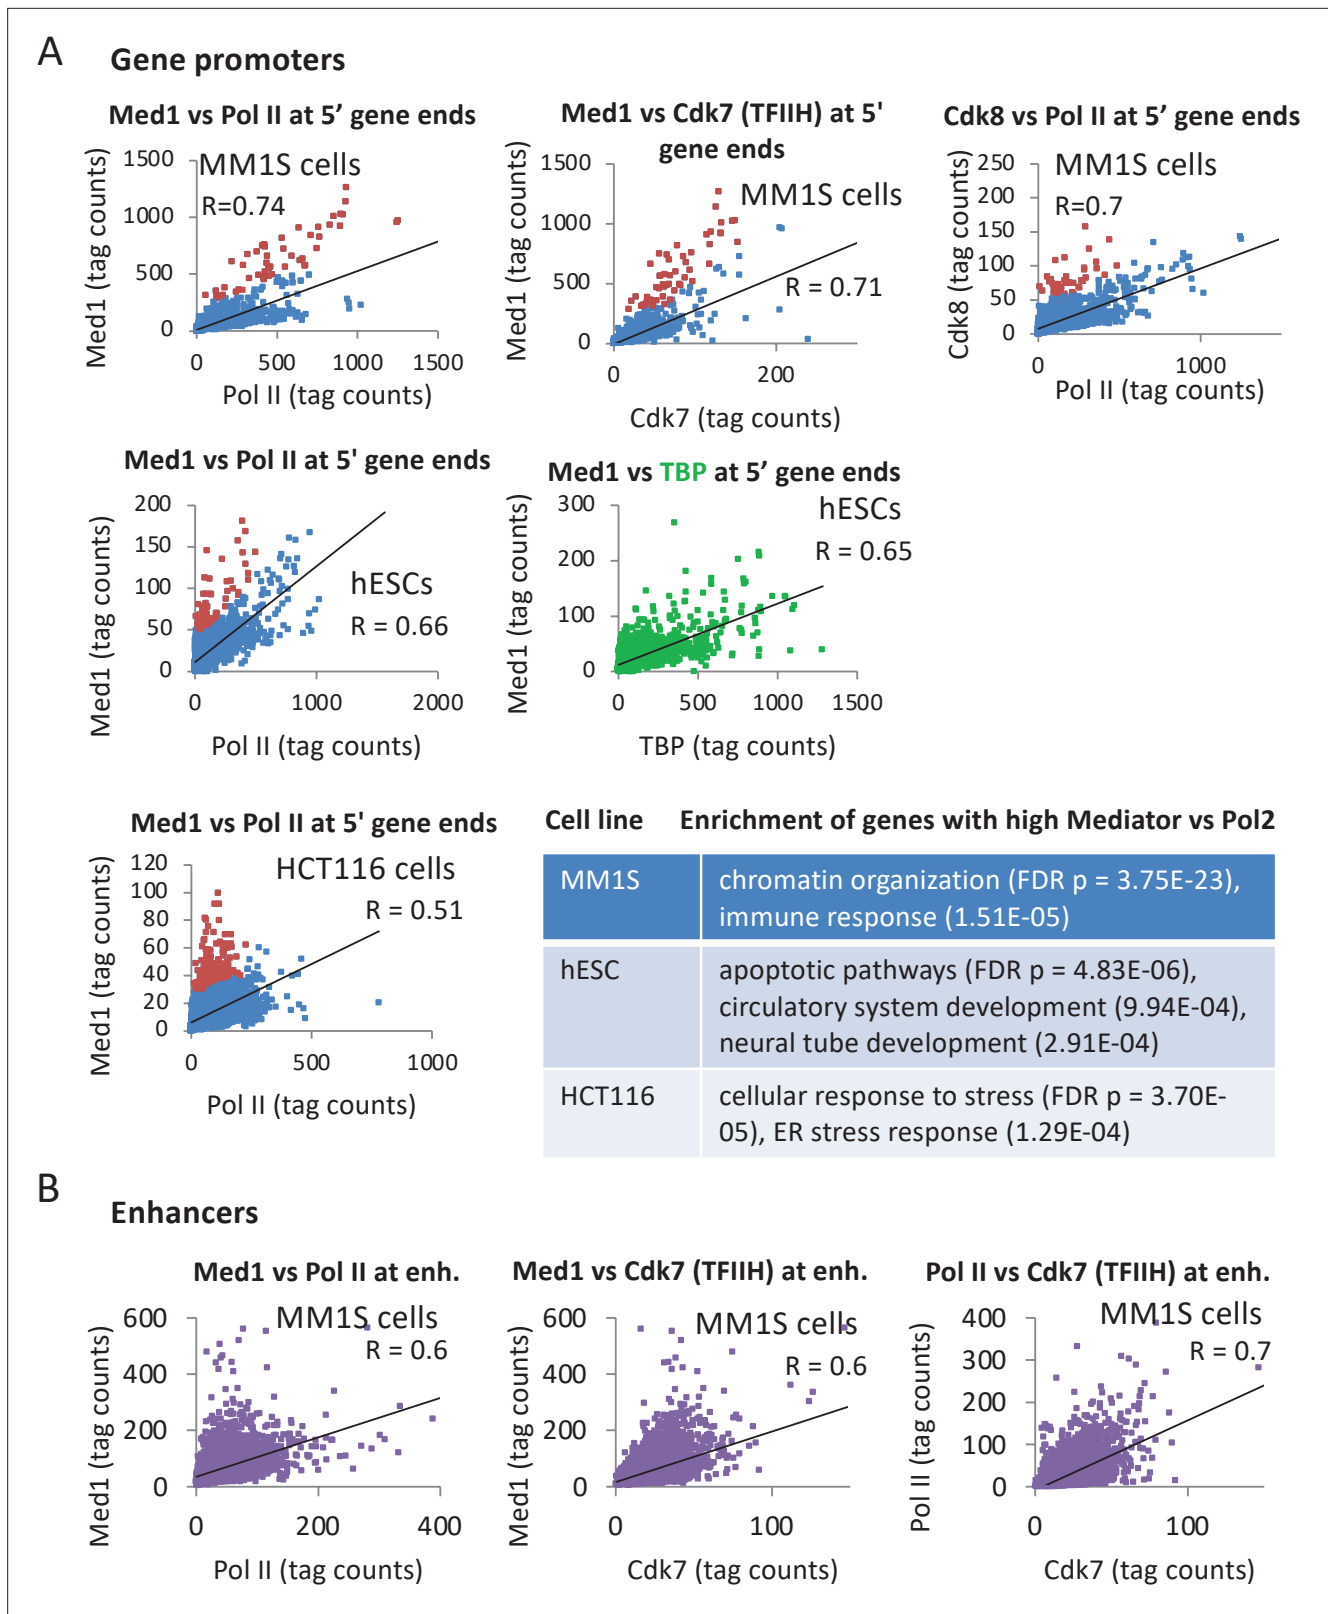 A
Gene promoters
Med1 vs Pol II at 5’ gene ends
MM1S cells
R=0.74
Med1 (tag counts)
1500
1000
500
0
0 500 1000 1500
Pol II (tag counts)
Med1 vs Cdk7 (TFIIH) at 5'
gene ends
MM1S cells
R = 0.71
Med1 (tag counts)
1500
1000
500
0
0 200
Cdk7 (tag counts)
Cdk8 vs Pol II at 5’ gene ends
MM1S cells
R=0.7
Cdk8 (tag counts)
250
200
150
100
50
0
0 1000
Pol II (tag counts)
Med1 vs Pol II at 5' gene ends
hESCs
R = 0.66
Med1 (tag counts)
200
150
100
50
0
0 1000 2000
Pol II (tag counts)
Med1 vs TBP at 5’ gene ends
hESCs
R = 0.65
Med1 (tag counts)
300
200
100
0
0 500 1000 1500
TBP (tag counts)
Med1 vs Pol II at 5' gene ends
HCT116 cells
R = 0.51
Med1 (tag counts)
120
100
80
60
40
20
0
0 500 1000
Pol II (tag counts)
Cell line Enrichment of genes with high Mediator vs Pol2
MM1S chromatin organization (FDR p = 3.75E-23),
immune response (1.51E-05)
hESC apoptotic pathways (FDR p = 4.83E-06),
circulatory system development (9.94E-04),
neural tube development (2.91E-04)
HCT116 cellular response to stress (FDR p = 3.70E-
05), ER stress response (1.29E-04)
B
Enhancers
Med1 vs Pol II at enh.
MM1S cells
R = 0.6
Med1 (tag counts)
600
400
200
0
0 200 400
Pol II (tag counts)
Med1 vs Cdk7 (TFIIH) at enh.
MM1S cells
R = 0.6
Med1 (tag counts)
600
400
200
0
0 100
Cdk7 (tag counts)
Pol II vs Cdk7 (TFIIH) at enh.
MM1S cells
R = 0.7
Pol II (tag counts)
400
300
200
100
0
0 100
Cdk7 (tag counts)